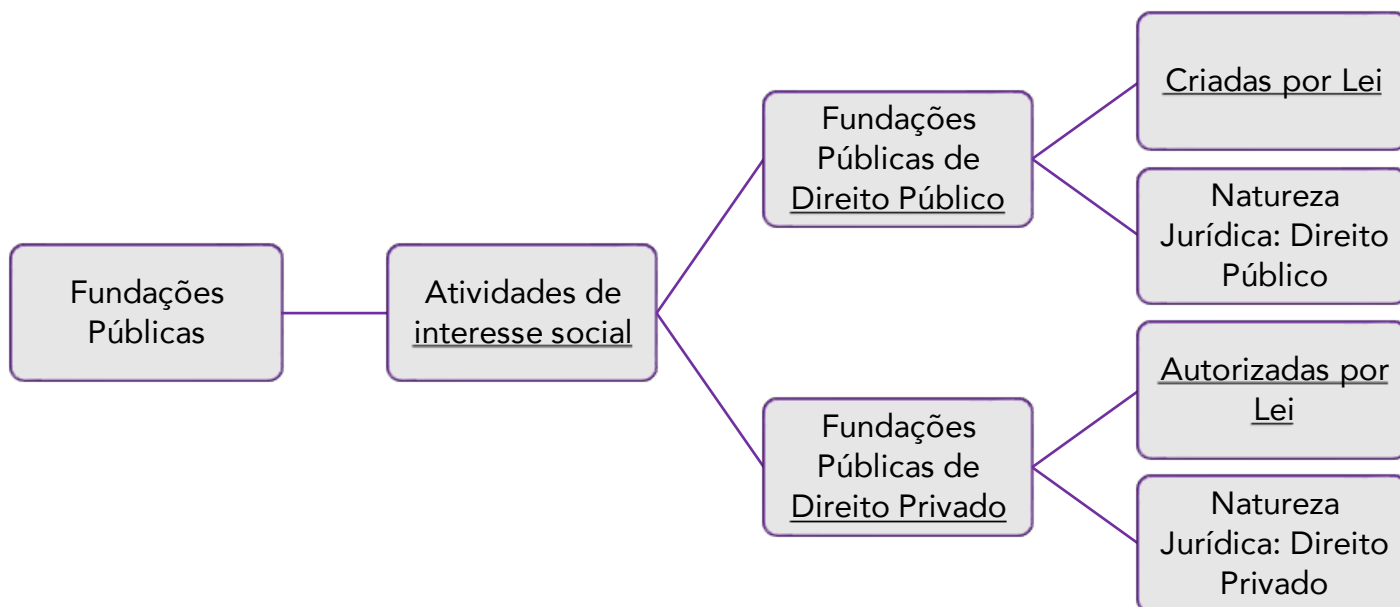 Fundações
Públicas
Atividades de
interesse social
Fundações
Públicas de
Direito Público
Criadas por Lei
Natureza
Jurídica: Direito
Público
Fundações
Públicas de
Direito Privado
Autorizadas por
Lei
Natureza
Jurídica: Direito
Privado